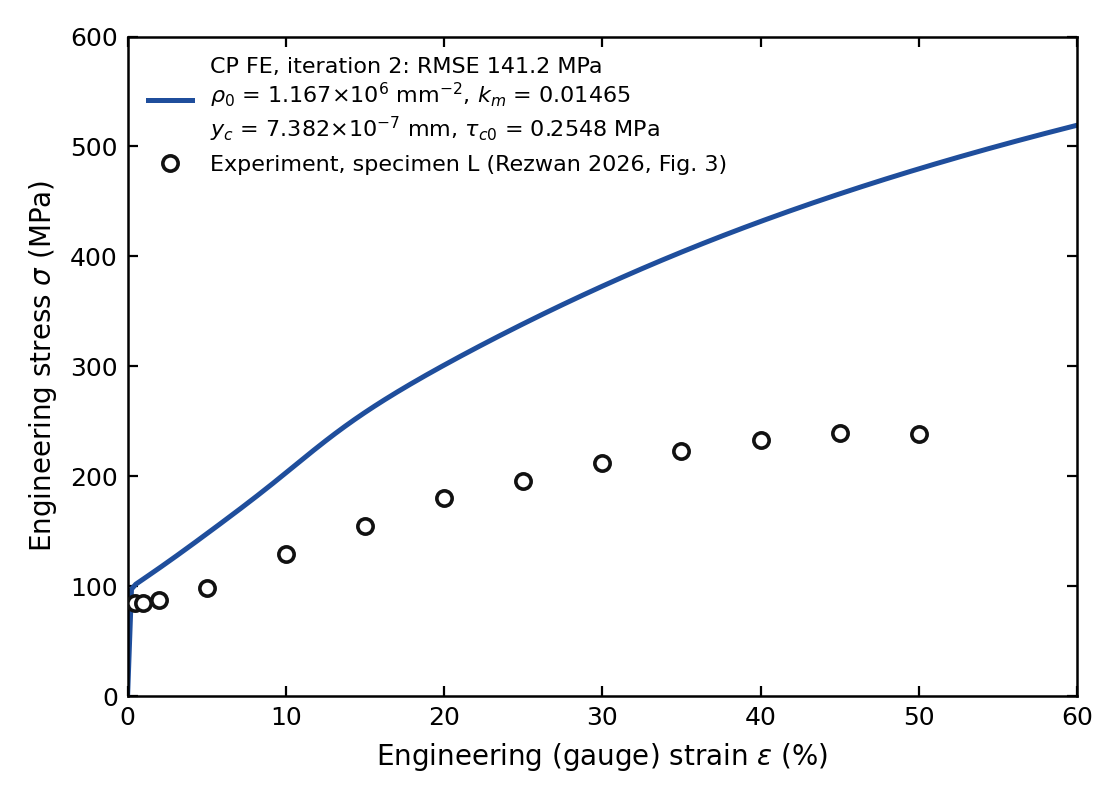 CP FE, iteration 2: RMSE 141.2 MPa
ρ₀ = 1.167×10⁶ mm⁻², kₘ = 0.01465
y_c = 7.382×10⁻⁷ mm, τ_c0 = 0.2548 MPa
Experiment, specimen L (Rezwan 2026, Fig. 3)
Engineering stress σ (MPa)
600
500
400
300
200
100
0
0 10 20 30 40 50 60
Engineering (gauge) strain ε (%)